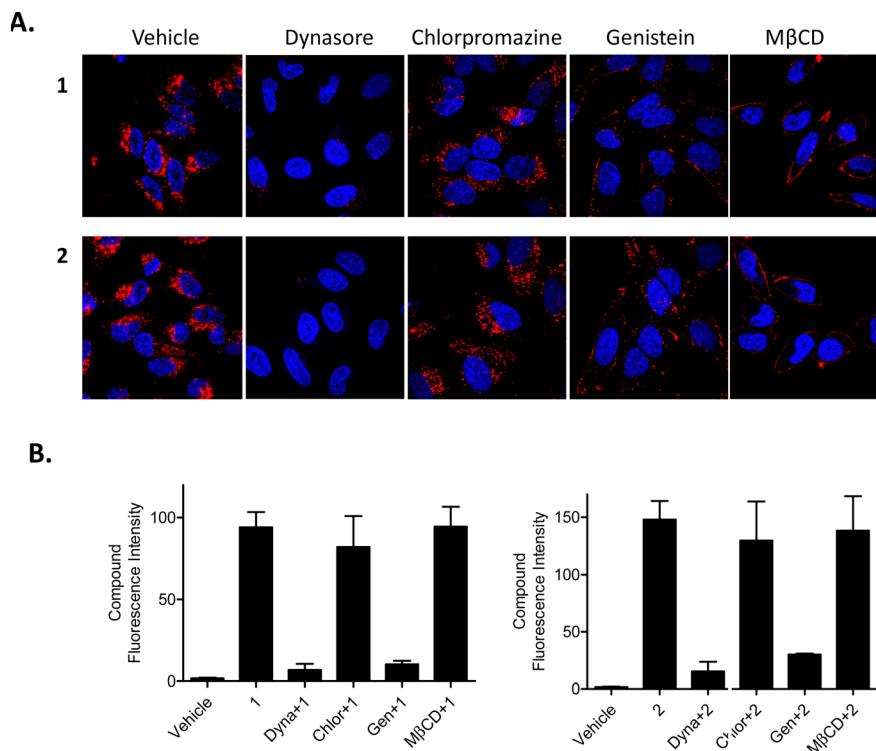 A.
Vehicle Dynasore Chlorpromazine Genistein MβCD
1
2
B.
Compound
Fluorescence Intensity
100
50
0
Vehicle
1
Dyna+1
Chlor+1
Gen+1
MβCD+1
Compound
Fluorescence Intensity
150
100
50
0
Vehicle
2
Dyna+2
Gen+2
MβCD+2